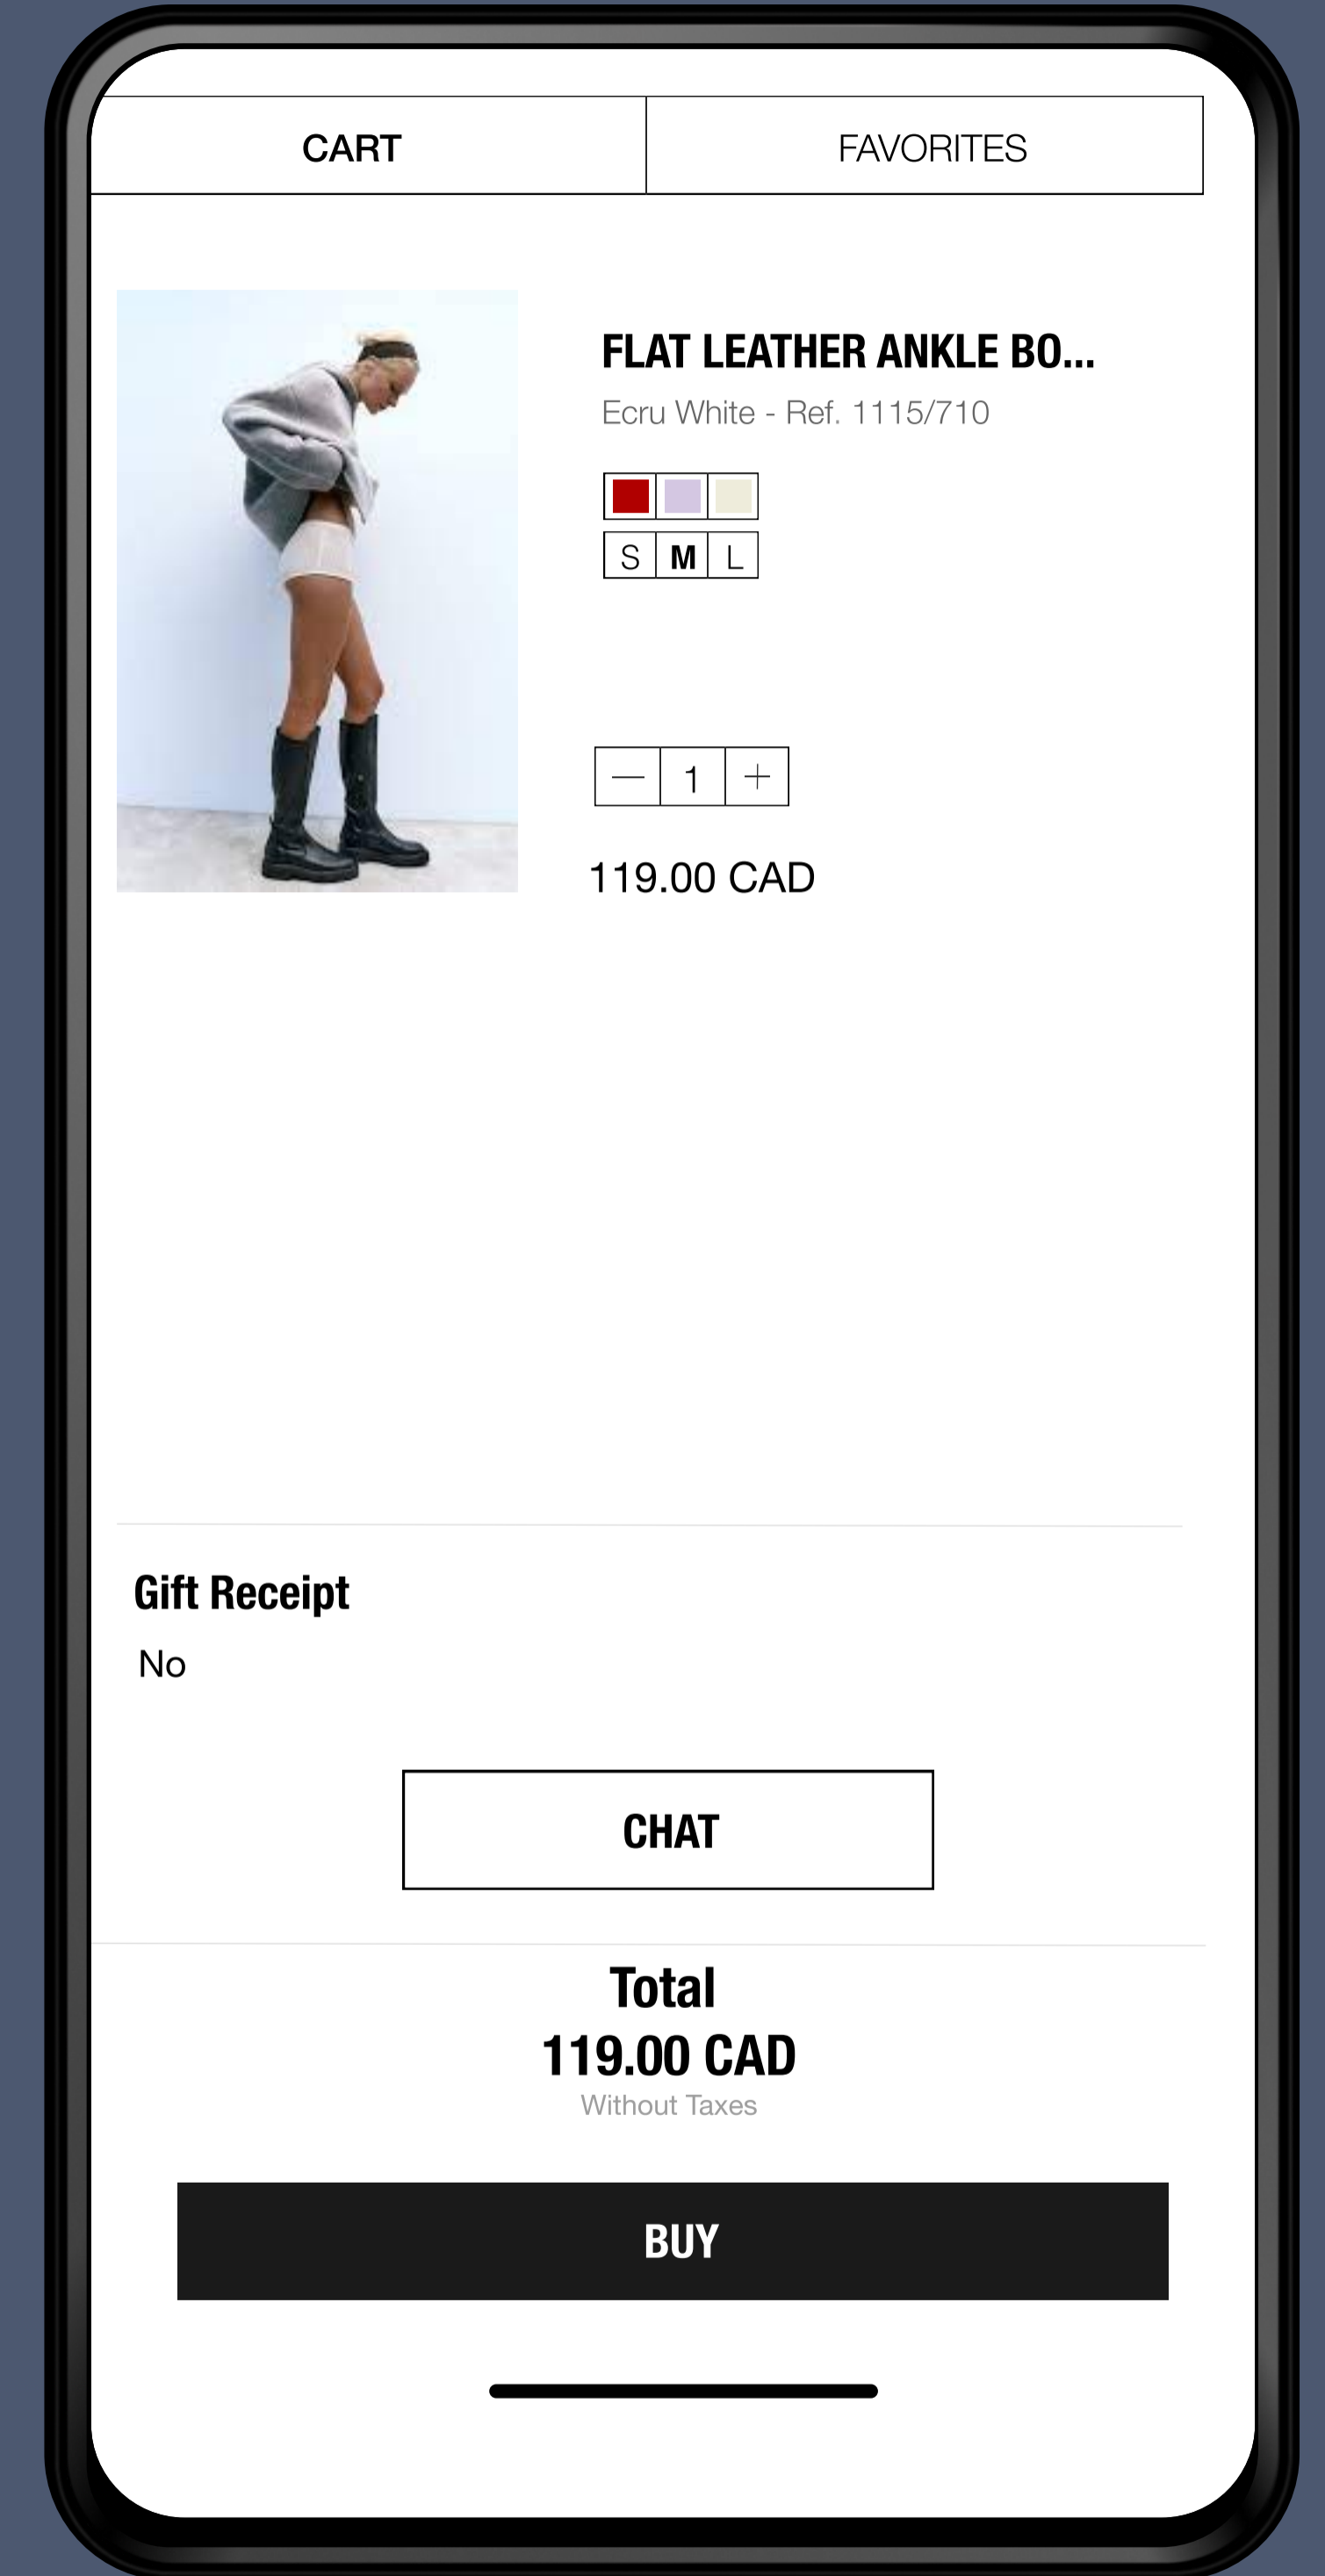 CART
FAVORITES
FLAT LEATHER ANKLE BO...
Ecru White - Ref. 1115/710
S M L
— 1 +
119.00 CAD
Gift Receipt
No
CHAT
Total
119.00 CAD
Without Taxes
BUY